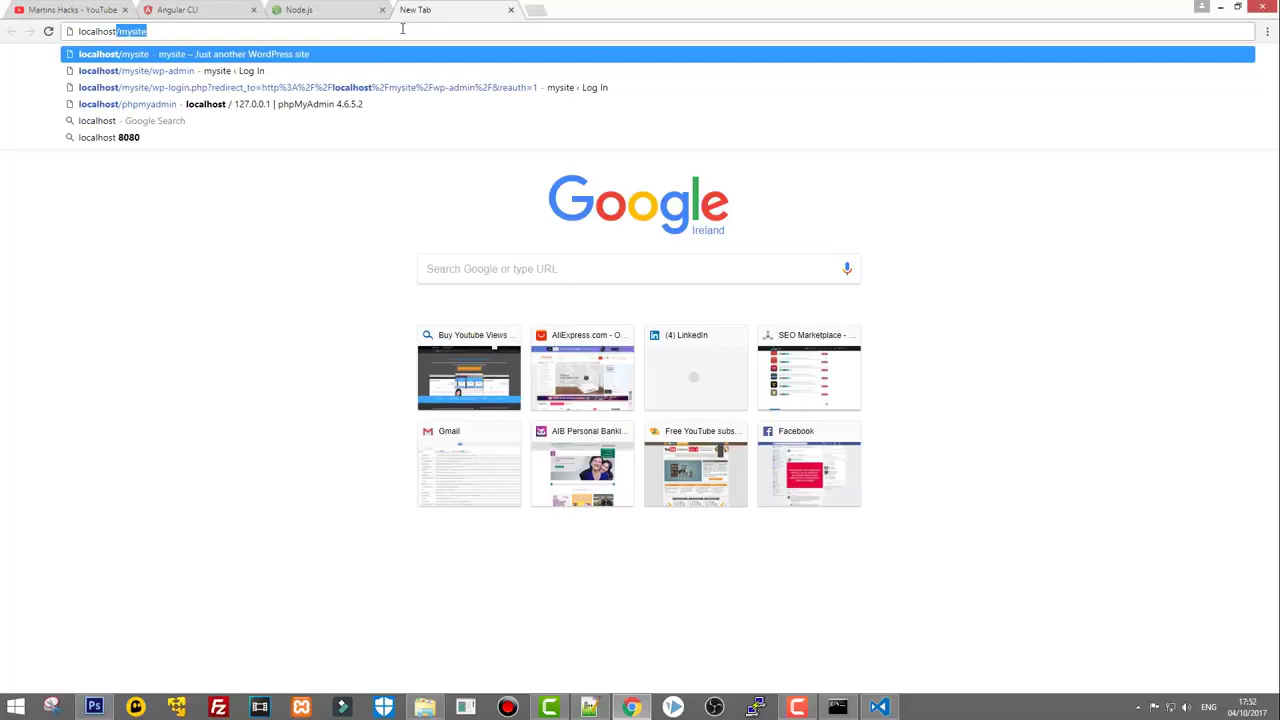 Martins Hacks - YouTube
Angular CLI
Node.js
New Tab
localhost/mysite
localhost/mysite - mysite – Just another WordPress site
localhost/mysite/wp-admin - mysite ‹ Log In
localhost/mysite/wp-login.php?redirect_to=http%3A%2F%2Flocalhost%2Fmysite%2Fwp-admin%2F&reauth=1 - mysite ‹ Log In
localhost/phpmyadmin - localhost / 127.0.0.1 | phpMyAdmin 4.6.5.2
localhost - Google Search
localhost 8080
Google
Ireland
Search Google or type URL
Buy Youtube Views ...
AliExpress.com - O...
(4) LinkedIn
SEO Marketplace - ...
Gmail
AIB Personal Banki...
Free YouTube subs...
Facebook
Ps
Fz
ENG
17:52
04/10/2017